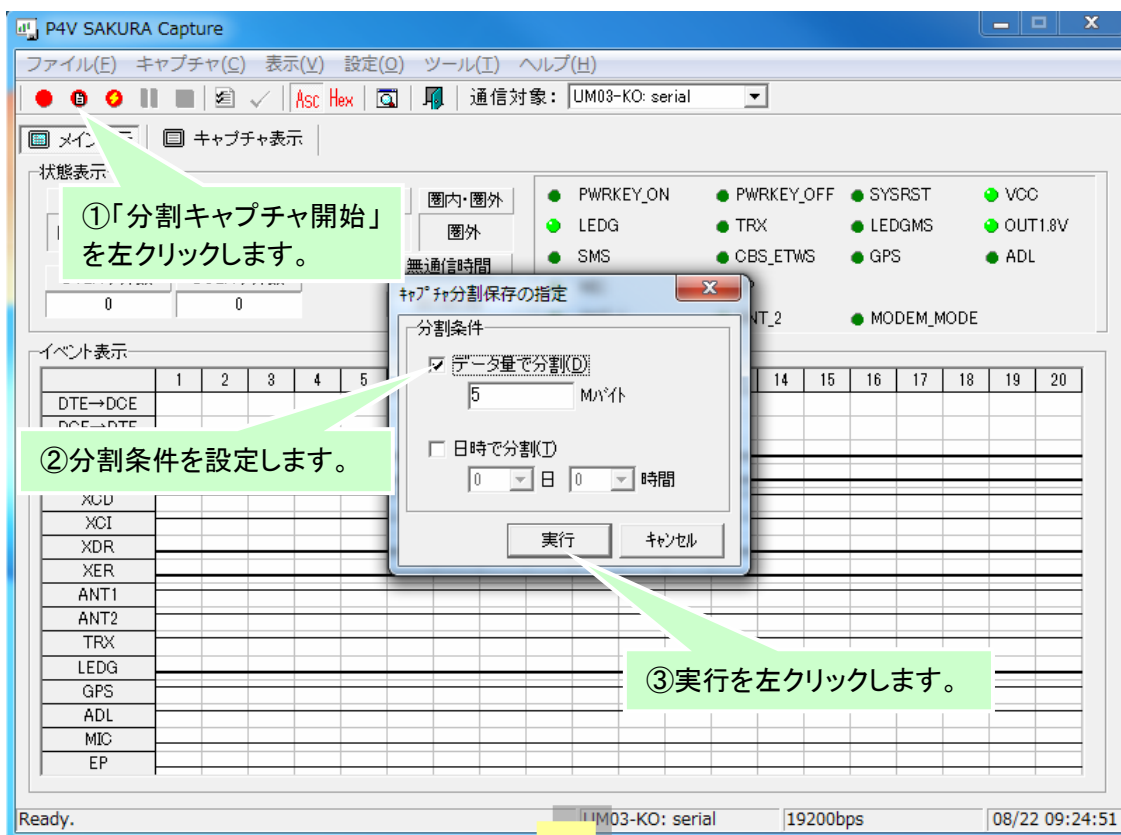 P4V SAKURA Capture
ファイル(F) キャプチャ(C) 表示(V) 設定(O) ツール(T) ヘルプ(H)
Asc Hex 通信対象: UM03-KO: serial
キャプチャ表示
状態表示
圏内・圏外
圏外
無通信時間
0 0
PWRKEY_ON PWRKEY_OFF SYSRST VCC
LEDG TRX LEDGMS OUT1.8V
SMS CBS_ETWS GPS ADL
MODEM_MODE
①「分割キャプチャ開始」
を左クリックします。
キャプチャ分割保存の指定
分割条件
データ量で分割(D)
5 Mバイト
日時で分割(T)
0 日 0 時間
実行 キャンセル
イベント表示
1 2 3 4 5 14 15 16 17 18 19 20
DTE→DCE
DCE→DTE
②分割条件を設定します。
XCD
XCI
XDR
XER
ANT1
ANT2
TRX
LEDG
GPS
ADL
MIC
EP
③実行を左クリックします。
Ready. UM03-KO: serial 19200bps 08/22 09:24:51